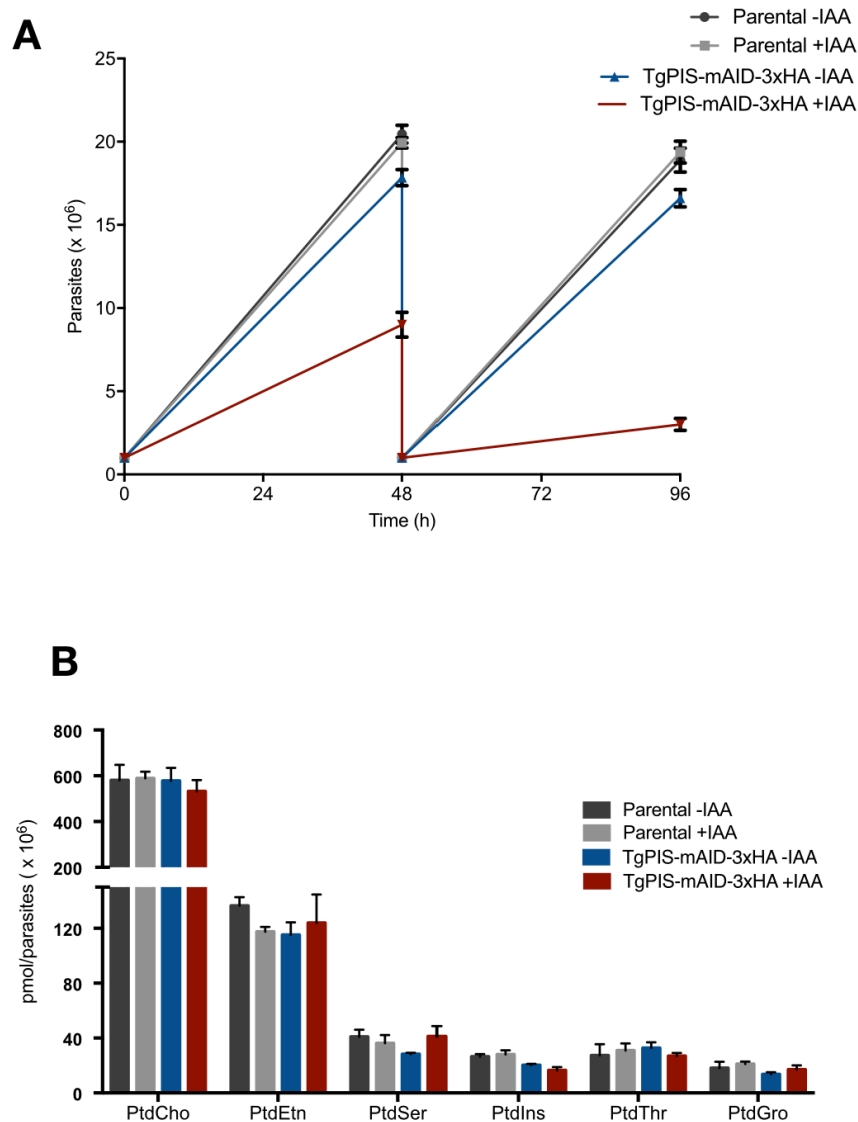 A
Parental -IAA
Parental +IAA
TgPIS-mAID-3xHA -IAA
TgPIS-mAID-3xHA +IAA
25
20
15
10
5
0
Parasites (x 10⁶)
0 24 48 72 96
Time (h)
B
800
600
400
200
120
80
40
0
pmol/parasites ( x 10⁶)
Parental -IAA
Parental +IAA
TgPIS-mAID-3xHA -IAA
TgPIS-mAID-3xHA +IAA
PtdCho PtdEtn PtdSer PtdIns PtdThr PtdGro